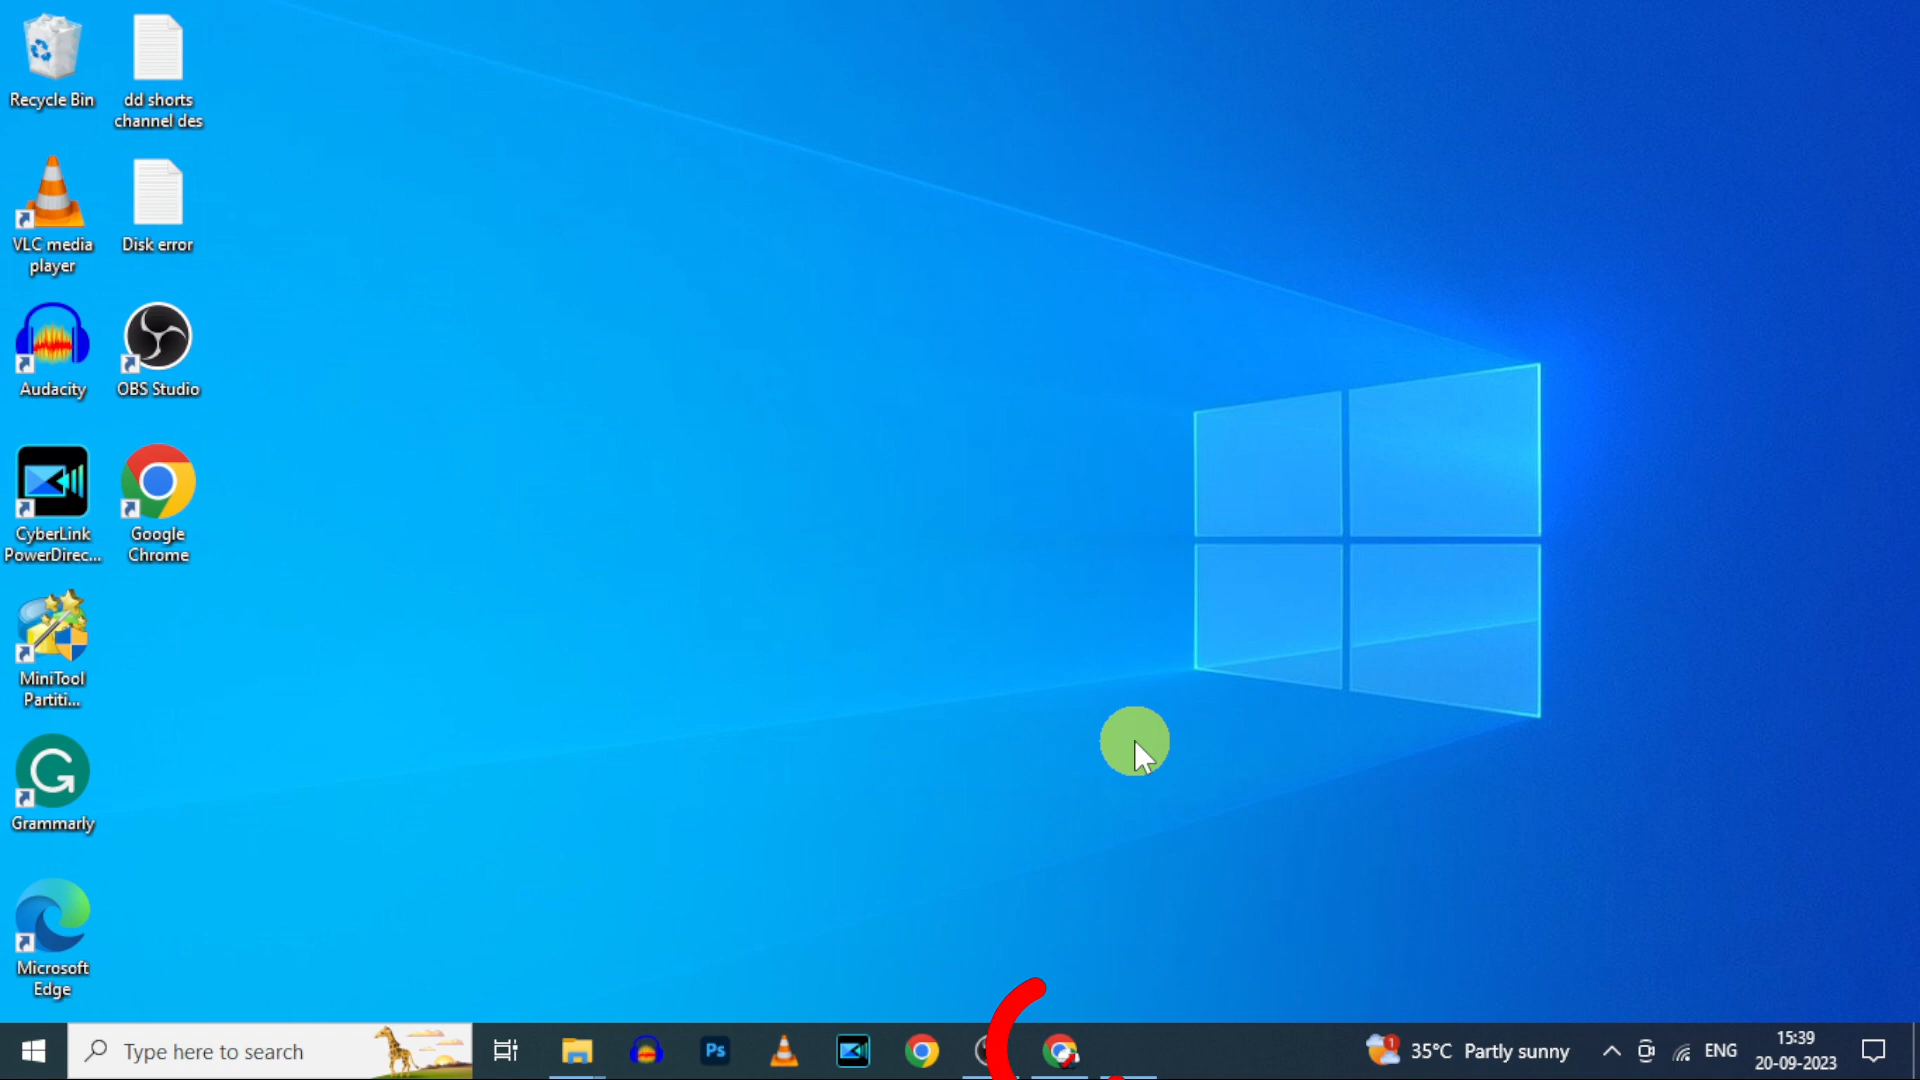 Recycle Bin
dd shorts
channel des
VLC media
player
Disk error
Audacity
OBS Studio
CyberLink
PowerDirec...
Google
Chrome
MiniTool
Partiti...
Grammarly
Microsoft
Edge
Type here to search
Ps
1
35°C Partly sunny
ENG
15:39
20-09-2023